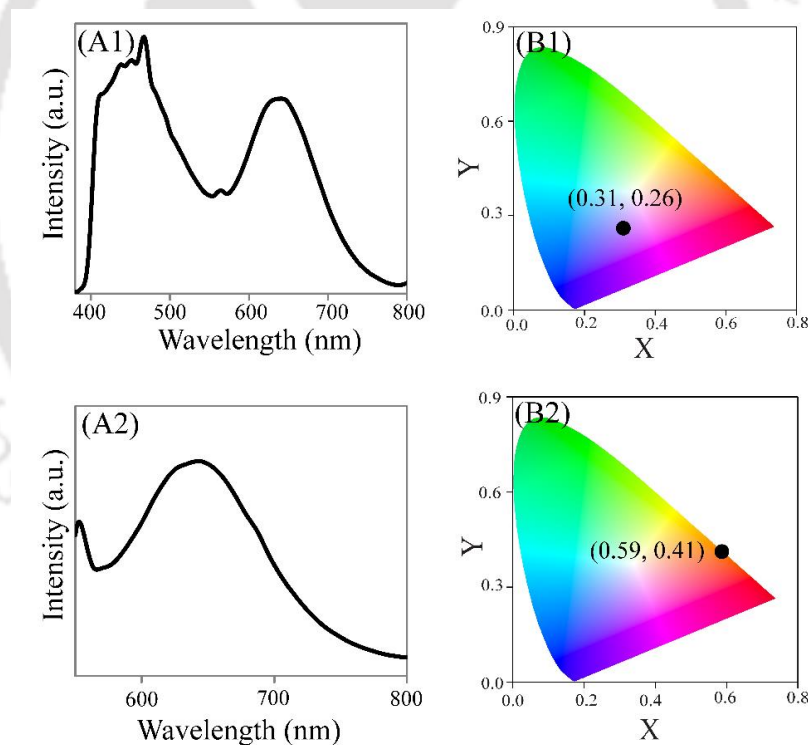 (A1)
Intensity (a.u.)
400 500 600 700 800
Wavelength (nm)
(B1)
0.9
0.6
0.3
0.0
Y
(0.31, 0.26)
0.0 0.2 0.4 0.6 0.8
X
(A2)
Intensity (a.u.)
600 700 800
Wavelength (nm)
(B2)
0.9
0.6
0.3
0.0
Y
(0.59, 0.41)
0.0 0.2 0.4 0.6 0.8
X